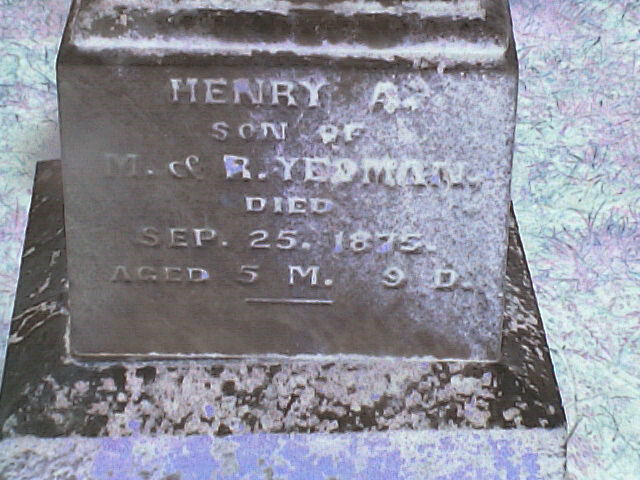 HENRY A.
SON OF
M. & R. YEOMAN.
DIED
SEP. 25. 1875.
AGED 5 M. 9 D.